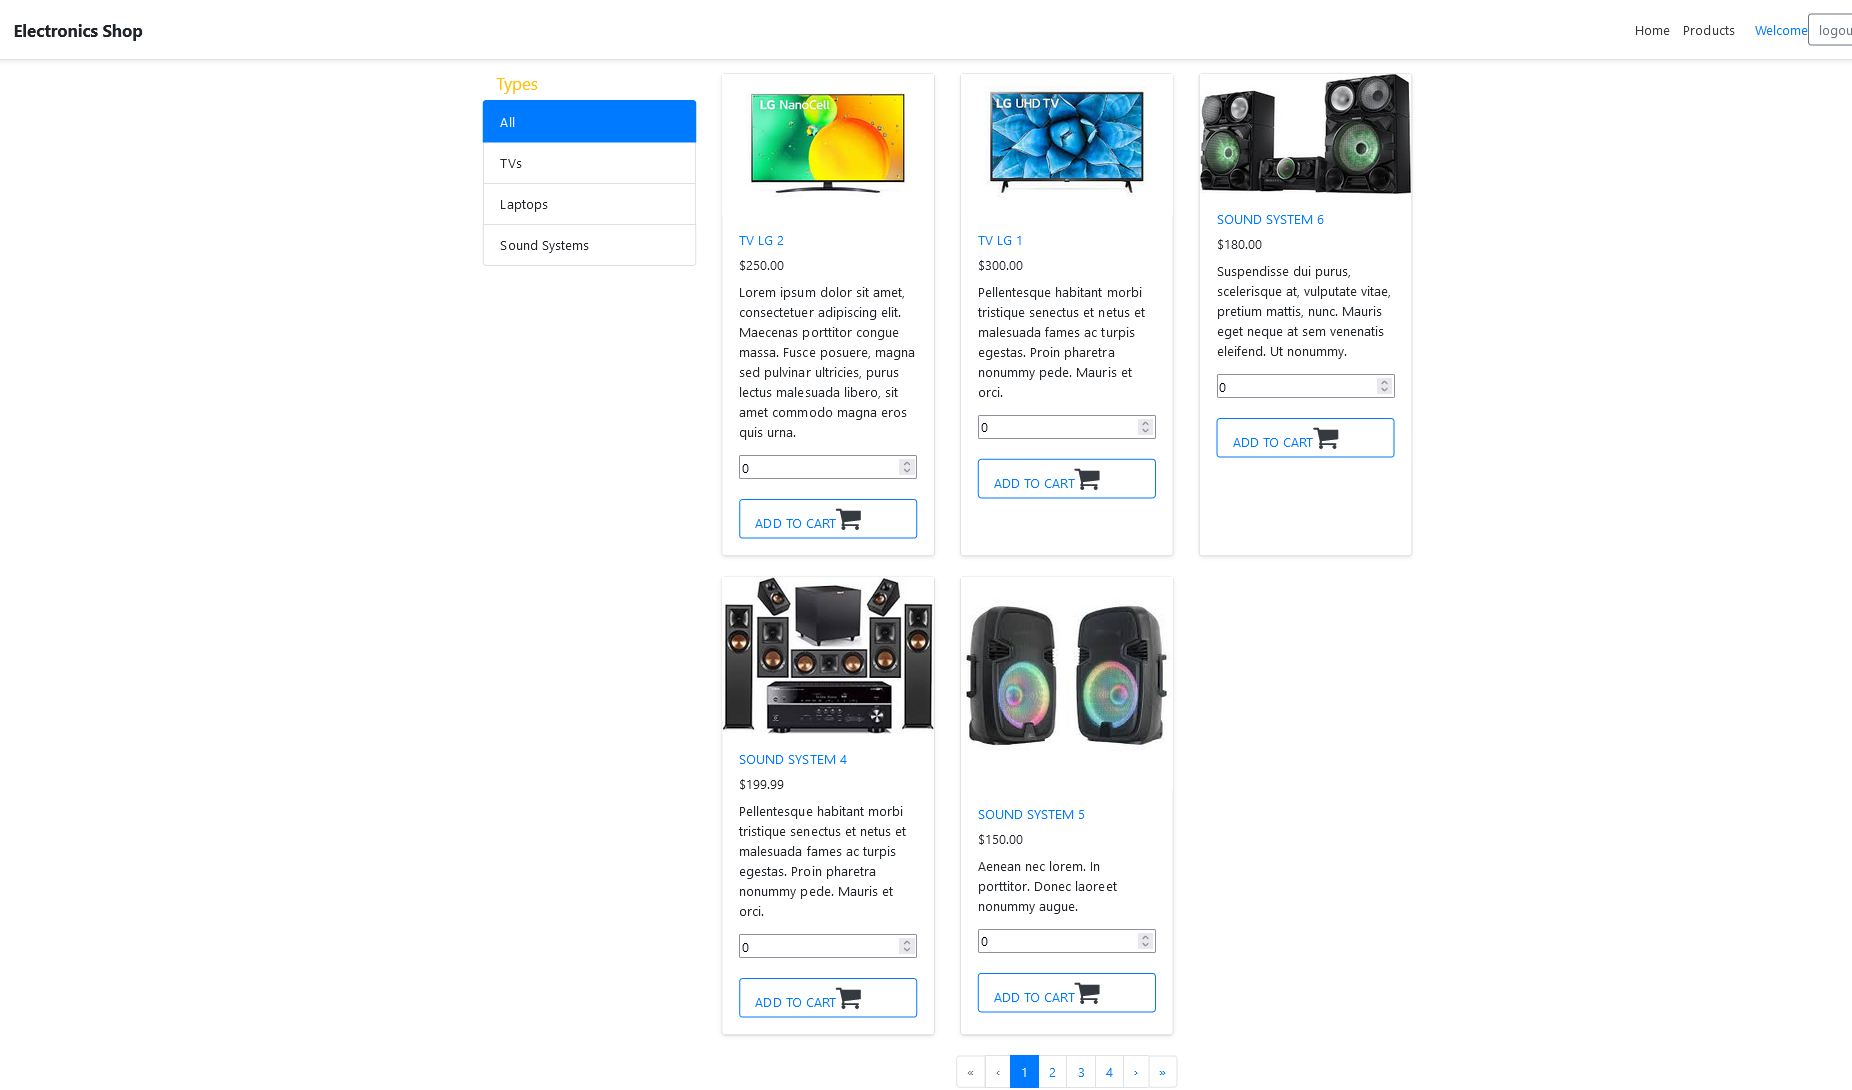 Electronics Shop
Home Products Welcome logou
Types
All
TVs
Laptops
Sound Systems
LG NanoCell
TV LG 2
$250.00
Lorem ipsum dolor sit amet,
consectetuer adipiscing elit.
Maecenas porttitor congue
massa. Fusce posuere, magna
sed pulvinar ultricies, purus
lectus malesuada libero, sit
amet commodo magna eros
quis urna.
0
ADD TO CART
LG UHD TV
TV LG 1
$300.00
Pellentesque habitant morbi
tristique senectus et netus et
malesuada fames ac turpis
egestas. Proin pharetra
nonummy pede. Mauris et
orci.
0
ADD TO CART
SOUND SYSTEM 6
$180.00
Suspendisse dui purus,
scelerisque at, vulputate vitae,
pretium mattis, nunc. Mauris
eget neque at sem venenatis
eleifend. Ut nonummy.
0
ADD TO CART
SOUND SYSTEM 4
$199.99
Pellentesque habitant morbi
tristique senectus et netus et
malesuada fames ac turpis
egestas. Proin pharetra
nonummy pede. Mauris et
orci.
0
ADD TO CART
SOUND SYSTEM 5
$150.00
Aenean nec lorem. In
porttitor. Donec laoreet
nonummy augue.
0
ADD TO CART
« ‹ 1 2 3 4 › »